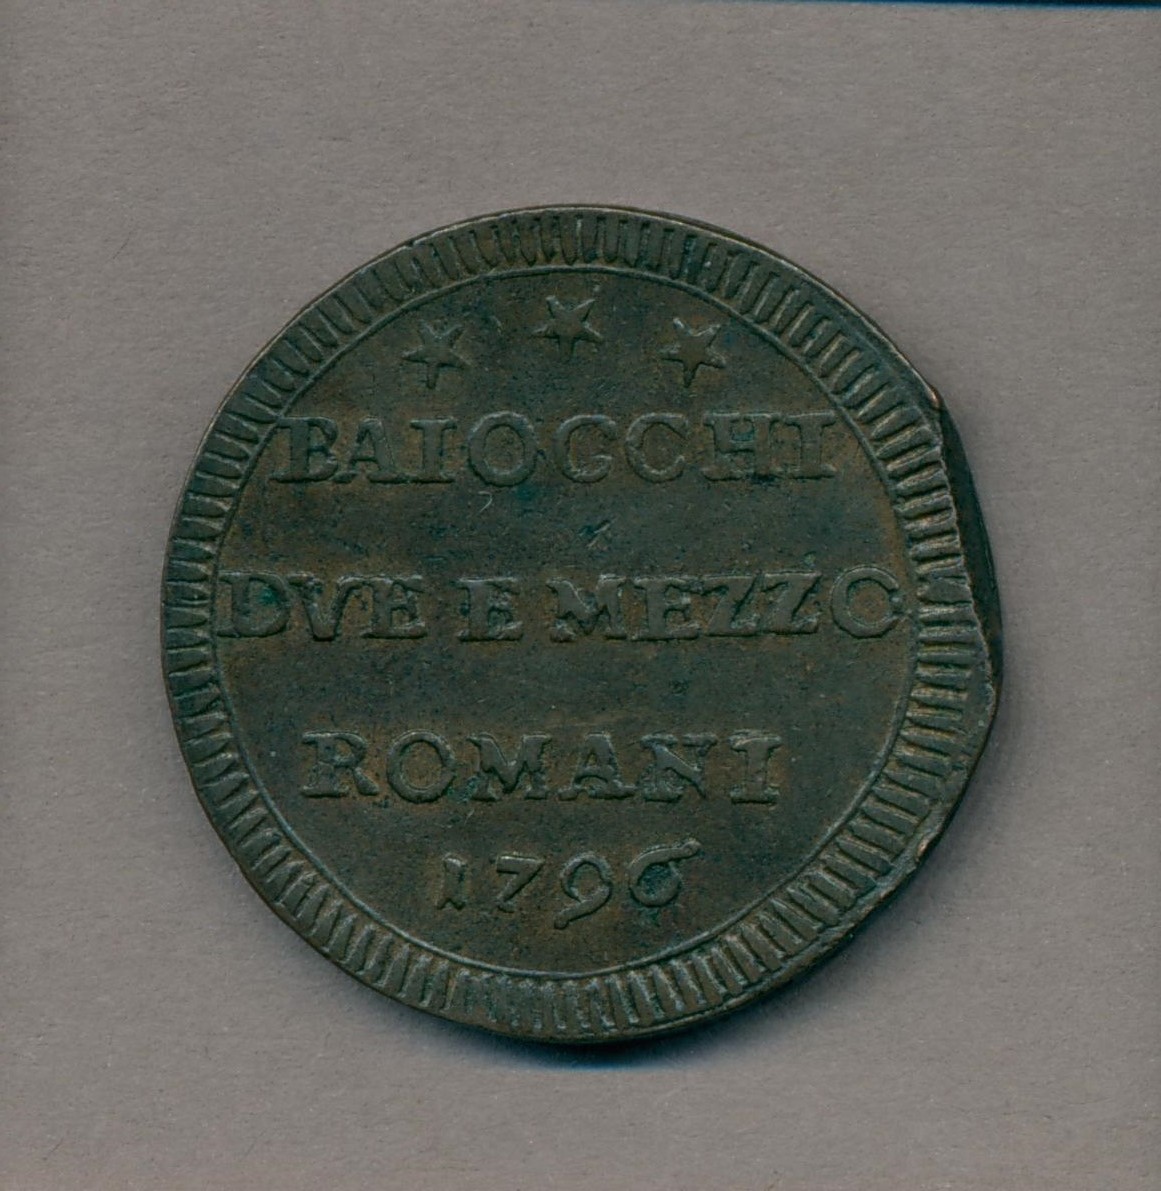 BAIOCCHI
DVE E MEZZO
ROMANI
1796